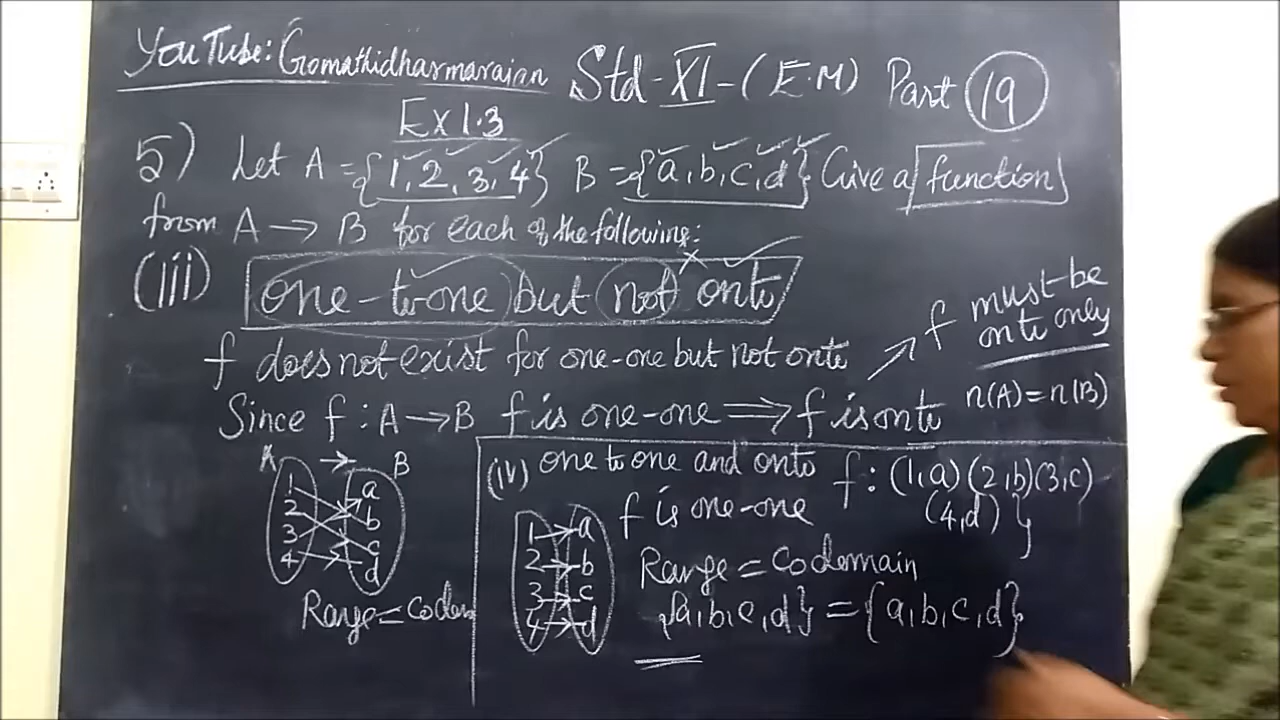 YouTube: Gomathidharmarajan Std-XI-(E.M) Part 19
Ex 1.3
5) Let A = {1,2,3,4} B = {a,b,c,d} Give a function
from A → B for each of the following:
(iii) one-to-one but not onto
f must be
onto only
f does not exist for one-one but not onto
Since f : A → B f is one-one ⟹ f is onto n(A)=n(B)
A → B
1 a
2 b
3 c
4 d
Range = codom
(iv) one to one and onto f : (1,a)(2,b)(3,c)
(4,d)}
f is one-one
1 → a
2 → b
3 → c
4 → d
Range = codomain
{a,b,c,d} = {a,b,c,d}